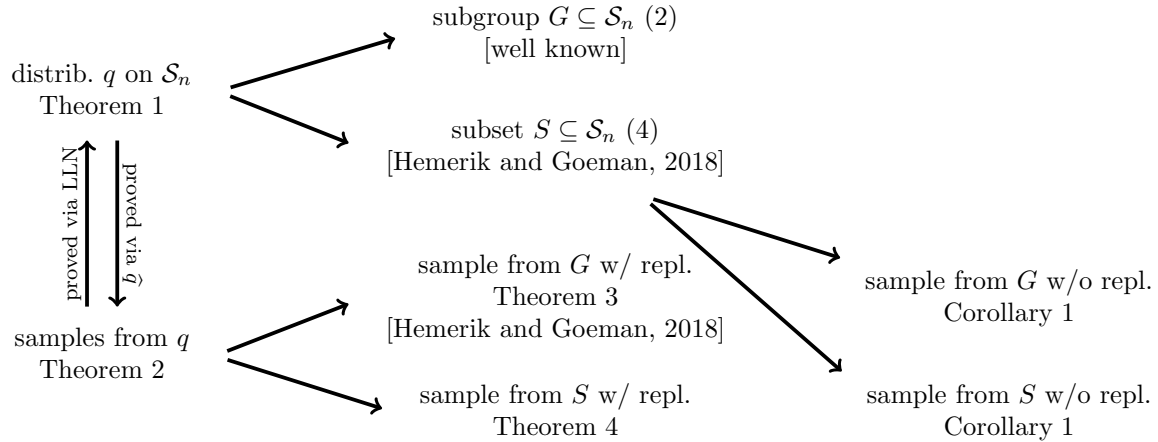 distrib. q on 𝒮ₙ
Theorem 1
subgroup G ⊆ 𝒮ₙ (2)
[well known]
subset S ⊆ 𝒮ₙ (4)
[Hemerik and Goeman, 2018]
proved via LLN
proved via q̂
samples from q
Theorem 2
sample from G w/ repl.
Theorem 3
[Hemerik and Goeman, 2018]
sample from S w/ repl.
Theorem 4
sample from G w/o repl.
Corollary 1
sample from S w/o repl.
Corollary 1